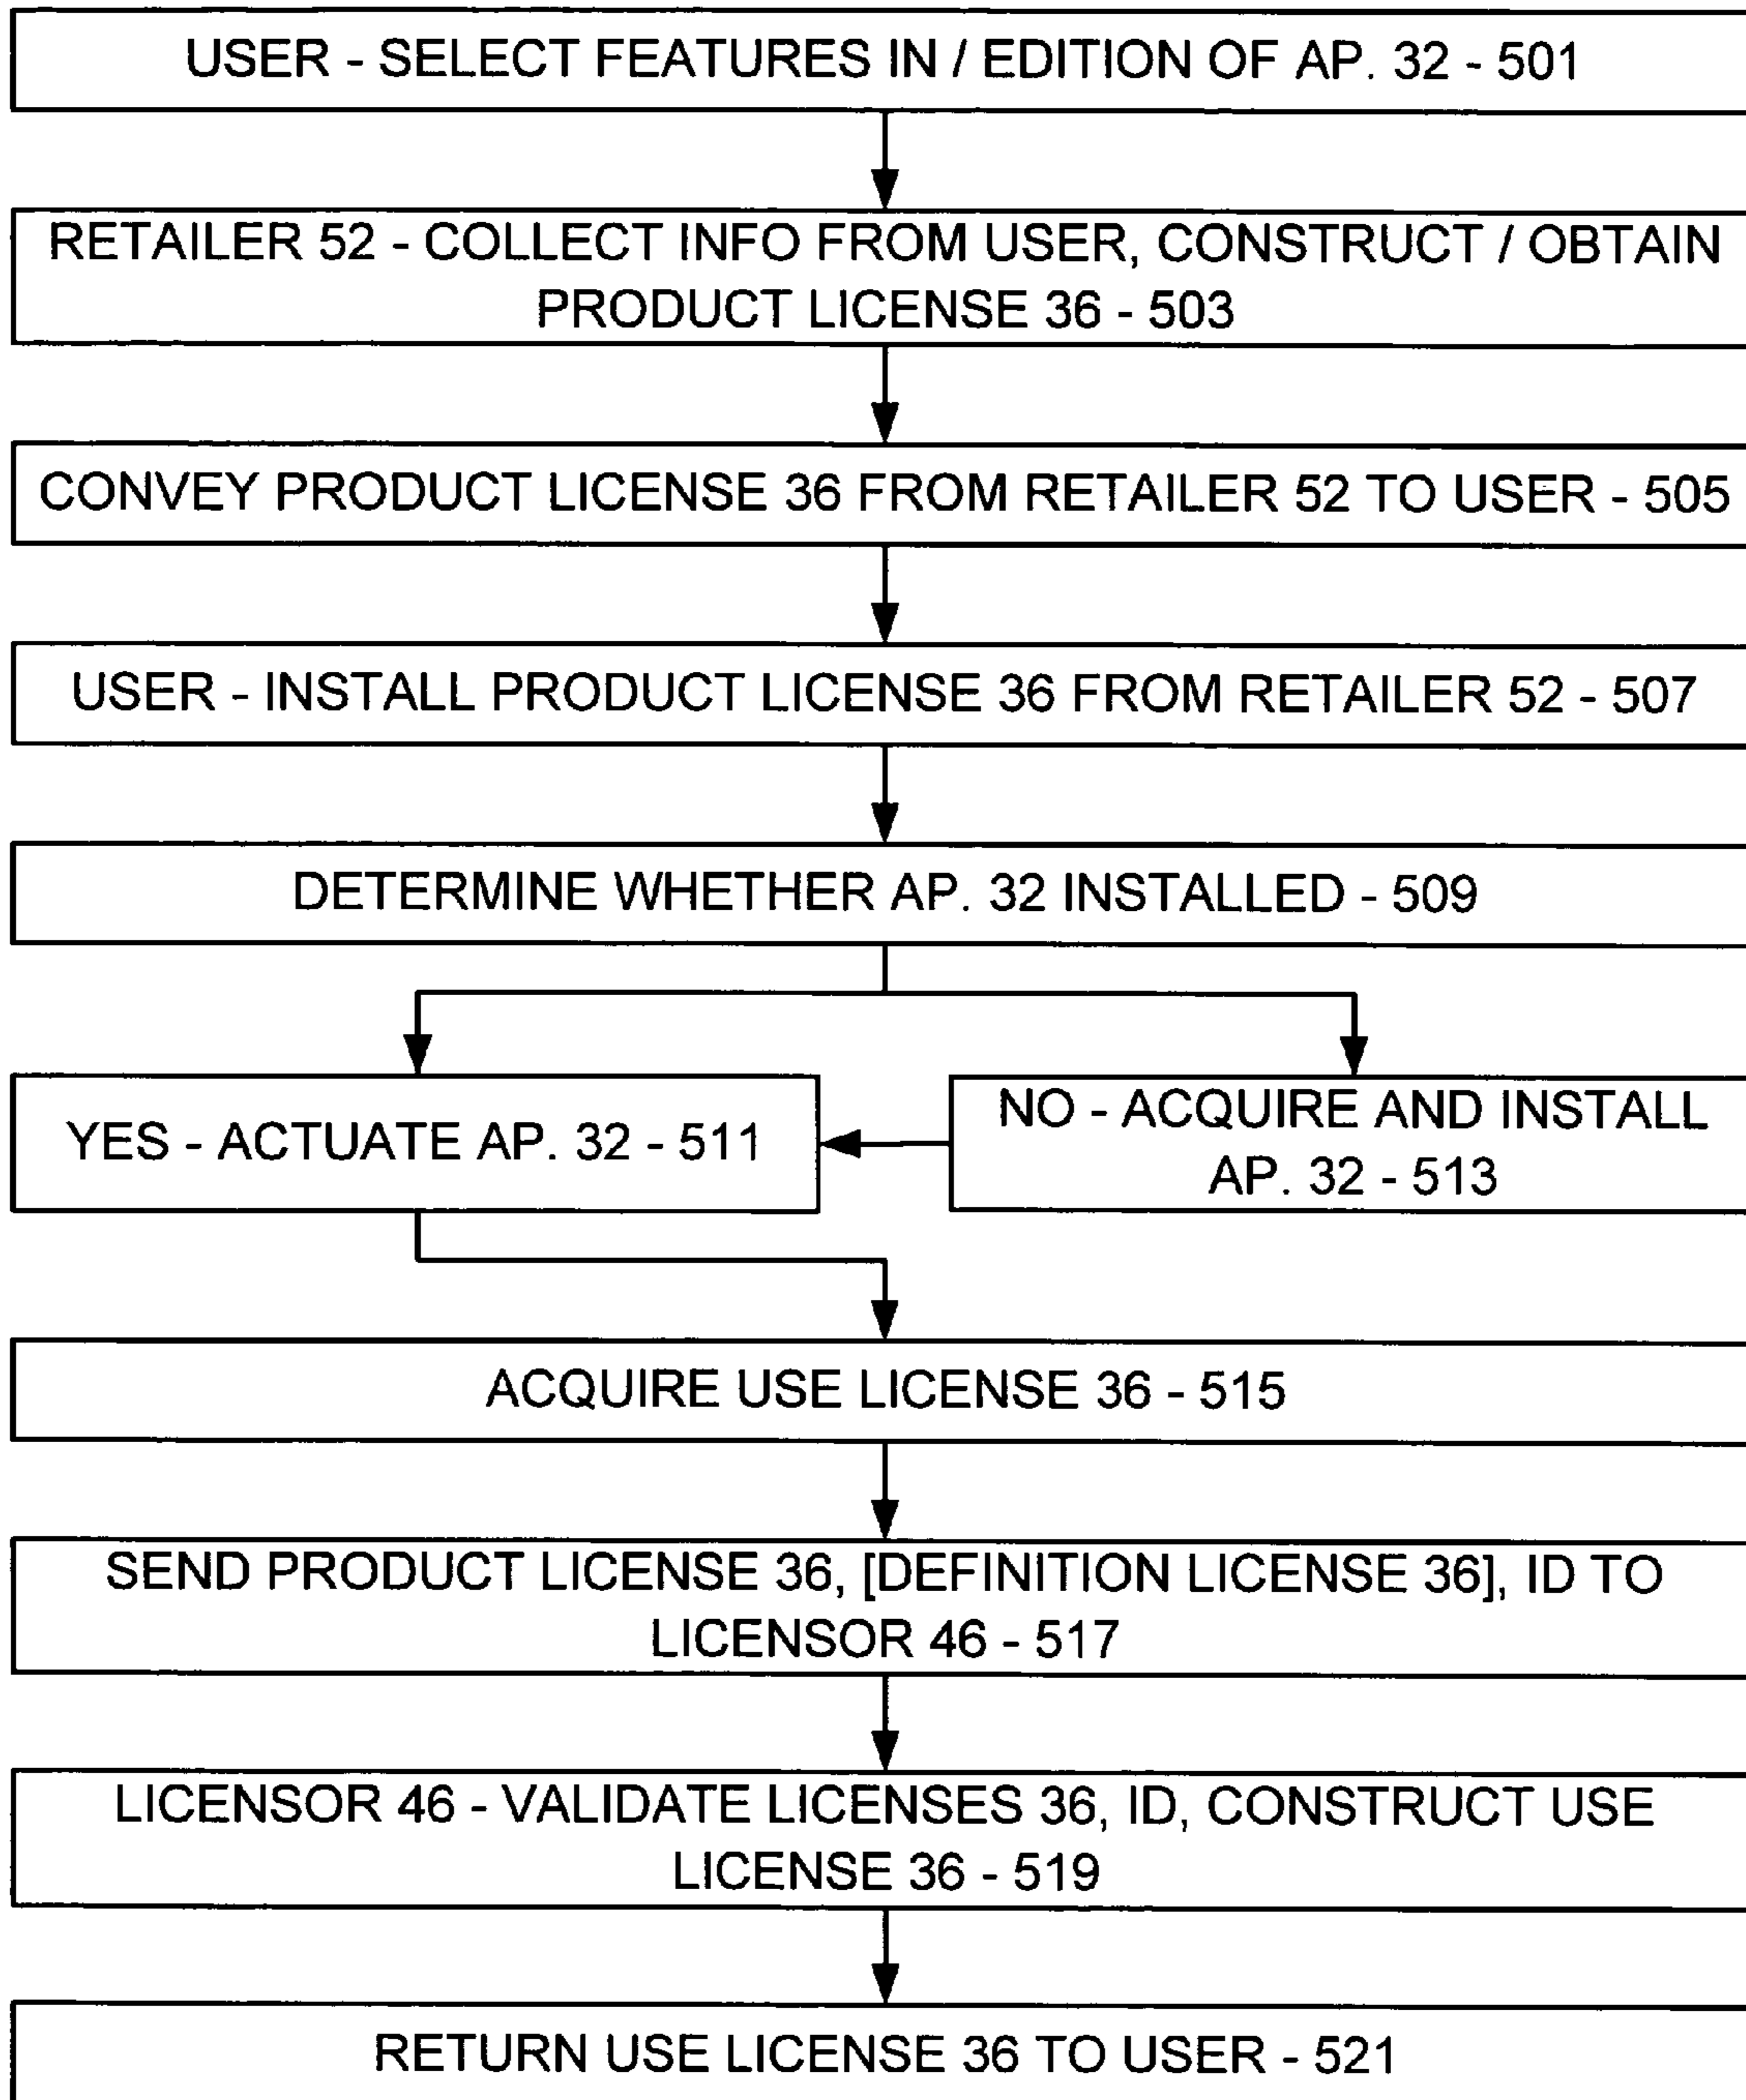 USER - SELECT FEATURES IN / EDITION OF AP. 32 - 501
RETAILER 52 - COLLECT INFO FROM USER, CONSTRUCT / OBTAIN
PRODUCT LICENSE 36 - 503
CONVEY PRODUCT LICENSE 36 FROM RETAILER 52 TO USER - 505
USER - INSTALL PRODUCT LICENSE 36 FROM RETAILER 52 - 507
DETERMINE WHETHER AP. 32 INSTALLED - 509
YES - ACTUATE AP. 32 - 511
NO - ACQUIRE AND INSTALL
AP. 32 - 513
ACQUIRE USE LICENSE 36 - 515
SEND PRODUCT LICENSE 36, [DEFINITION LICENSE 36], ID TO
LICENSOR 46 - 517
LICENSOR 46 - VALIDATE LICENSES 36, ID, CONSTRUCT USE
LICENSE 36 - 519
RETURN USE LICENSE 36 TO USER - 521